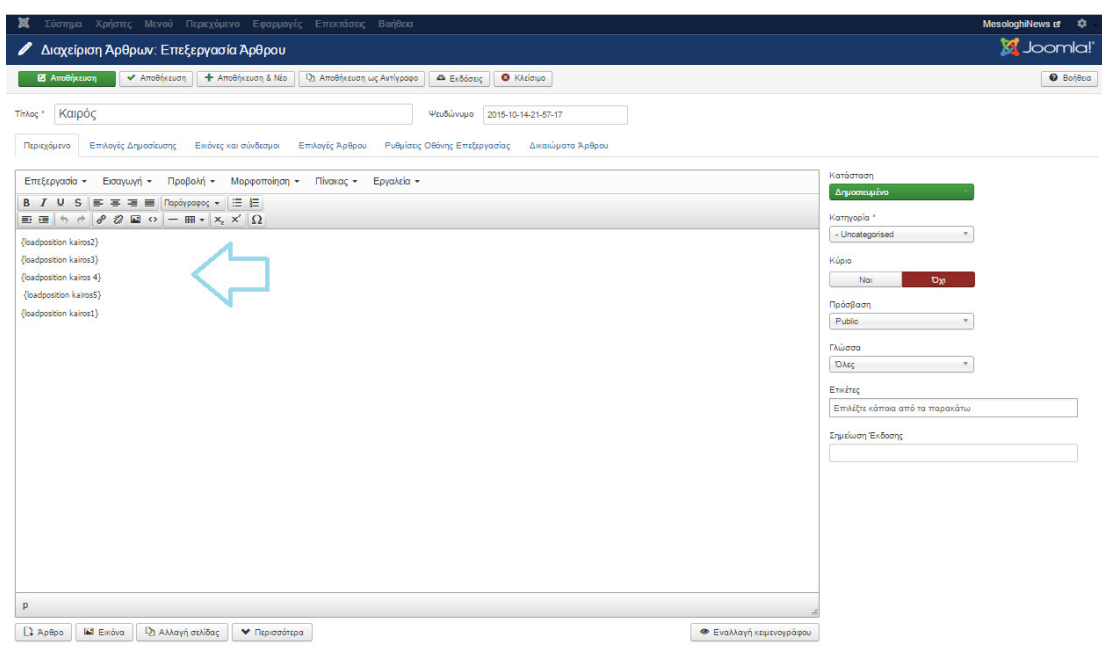 Σύστημα Χρήστες Μενού Περιεχόμενο Εφαρμογές Επεκτάσεις Βοήθεια MesologhiNews
Διαχείριση Άρθρων: Επεξεργασία Άρθρου Joomla!
Αποθήκευση Αποθήκευση Αποθήκευση & Νέο Αποθήκευση ως Αντίγραφο Εκδόσεις Κλείσιμο Βοήθεια
Τίτλος * Καιρός Ψευδώνυμο 2015-10-14-21-57-17
Περιεχόμενο Επιλογές Δημοσίευσης Εικόνες και σύνδεσμοι Επιλογές Άρθρου Ρυθμίσεις Οθόνης Επεξεργασίας Δικαιώματα Άρθρου
Επεξεργασία Εισαγωγή Προβολή Μορφοποίηση Πίνακας Εργαλεία
B I U S Παράγραφος
x₂ x² Ω
{loadposition kairos2}
{loadposition kairos3}
{loadposition kairos 4}
{loadposition kairos5}
{loadposition kairos1}
p
Άρθρο Εικόνα Αλλαγή σελίδας Περισσότερα Εναλλαγή κειμενογράφου
Κατάσταση
Δημοσιευμένο
Κατηγορία *
- Uncategorised
Κύριο
Ναι Όχι
Πρόσβαση
Public
Γλώσσα
Όλες
Ετικέτες
Επιλέξτε κάποια από τα παρακάτω
Σημείωση Έκδοσης